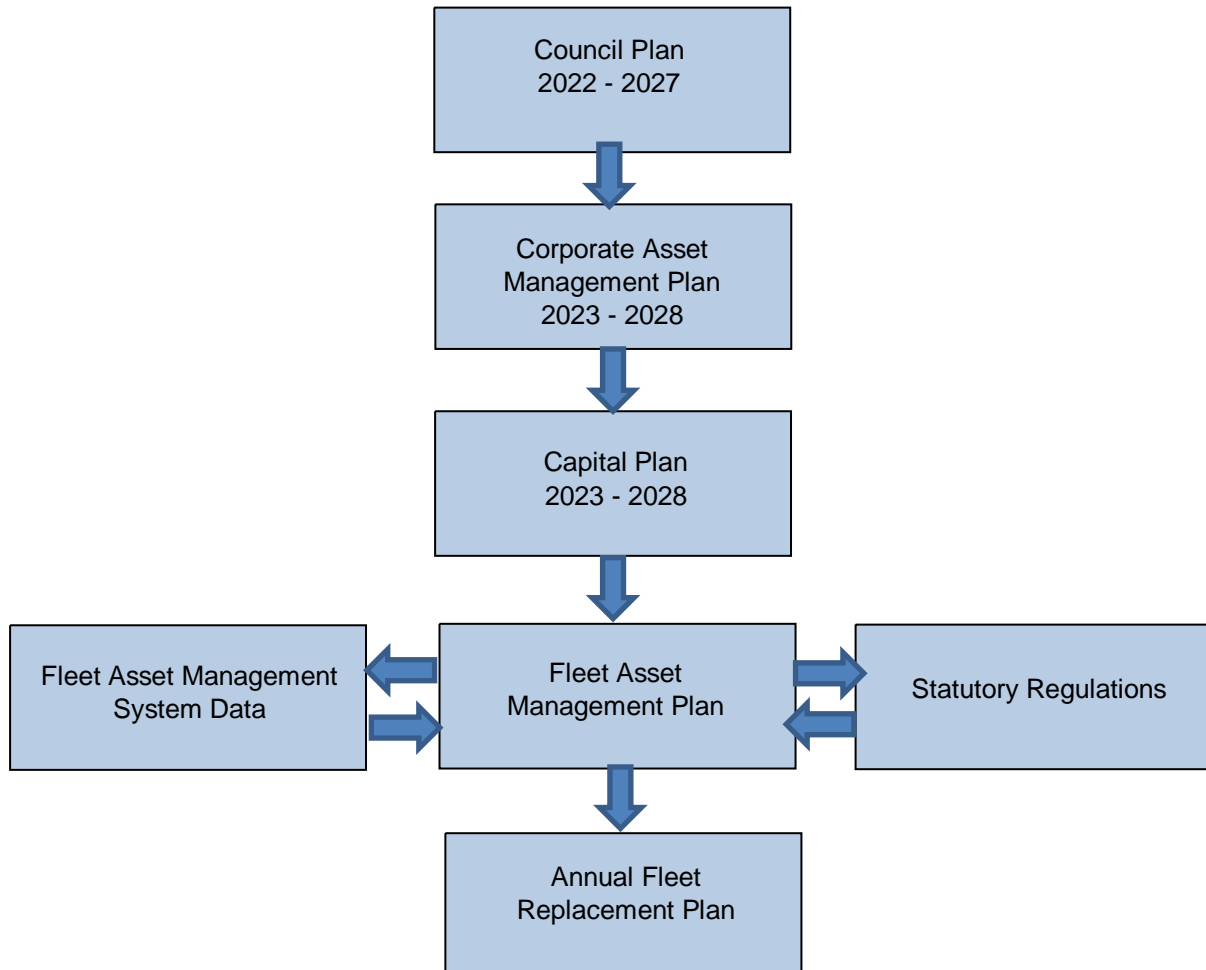 Council Plan
2022 - 2027
Corporate Asset
Management Plan
2023 - 2028
Capital Plan
2023 - 2028
Fleet Asset Management
System Data
Fleet Asset
Management Plan
Statutory Regulations
Annual Fleet
Replacement Plan